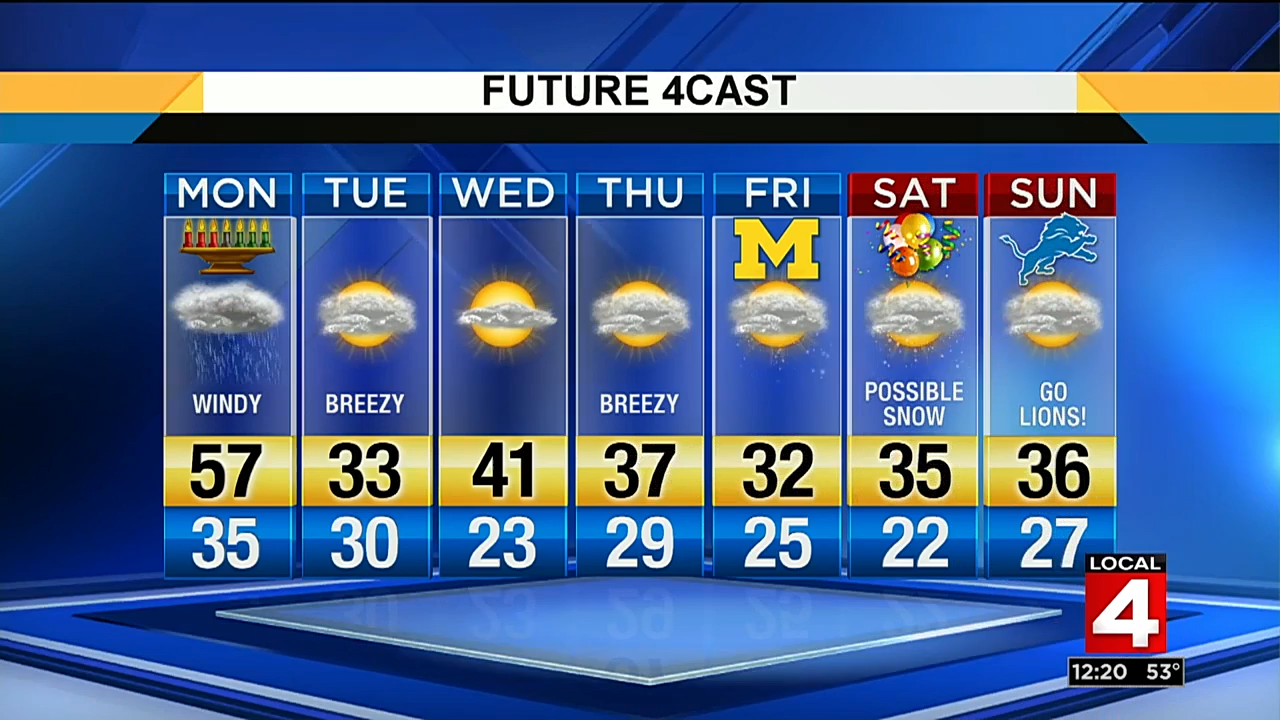 FUTURE 4CAST
MON TUE WED THU FRI SAT SUN
M
WINDY BREEZY BREEZY POSSIBLE SNOW GO LIONS!
57 33 41 37 32 35 36
35 30 23 29 25 22 27
LOCAL
4
12:20 53°